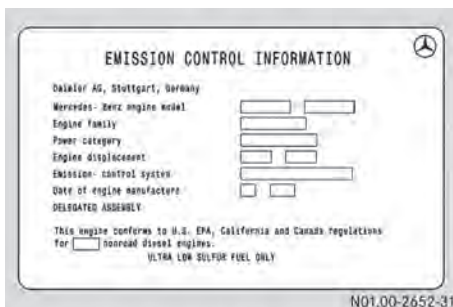 EMISSION CONTROL INFORMATION
Daimler AG, Stuttgart, Germany
Mercedes- Benz engine model
Engine family
Power category
Engine displacement
Emission- control system
Date of engine manufacture
DELEGATED ASSEMBLY
This engine conforms to U.S. EPA, California and Canada regulations
for nonroad diesel engines.
ULTRA LOW SULFUR FUEL ONLY
N01.00-2652-31